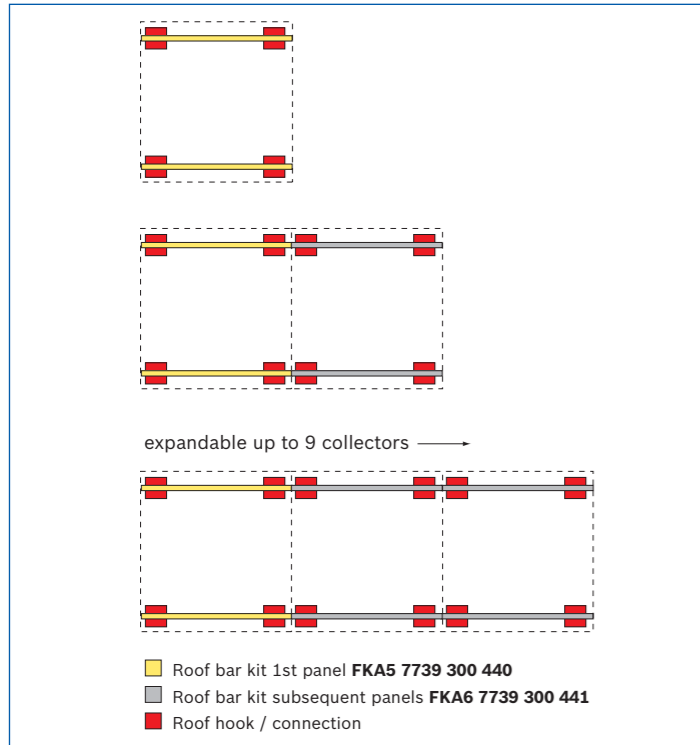 expandable up to 9 collectors
Roof bar kit 1st panel FKA5 7739 300 440
Roof bar kit subsequent panels FKA6 7739 300 441
Roof hook / connection